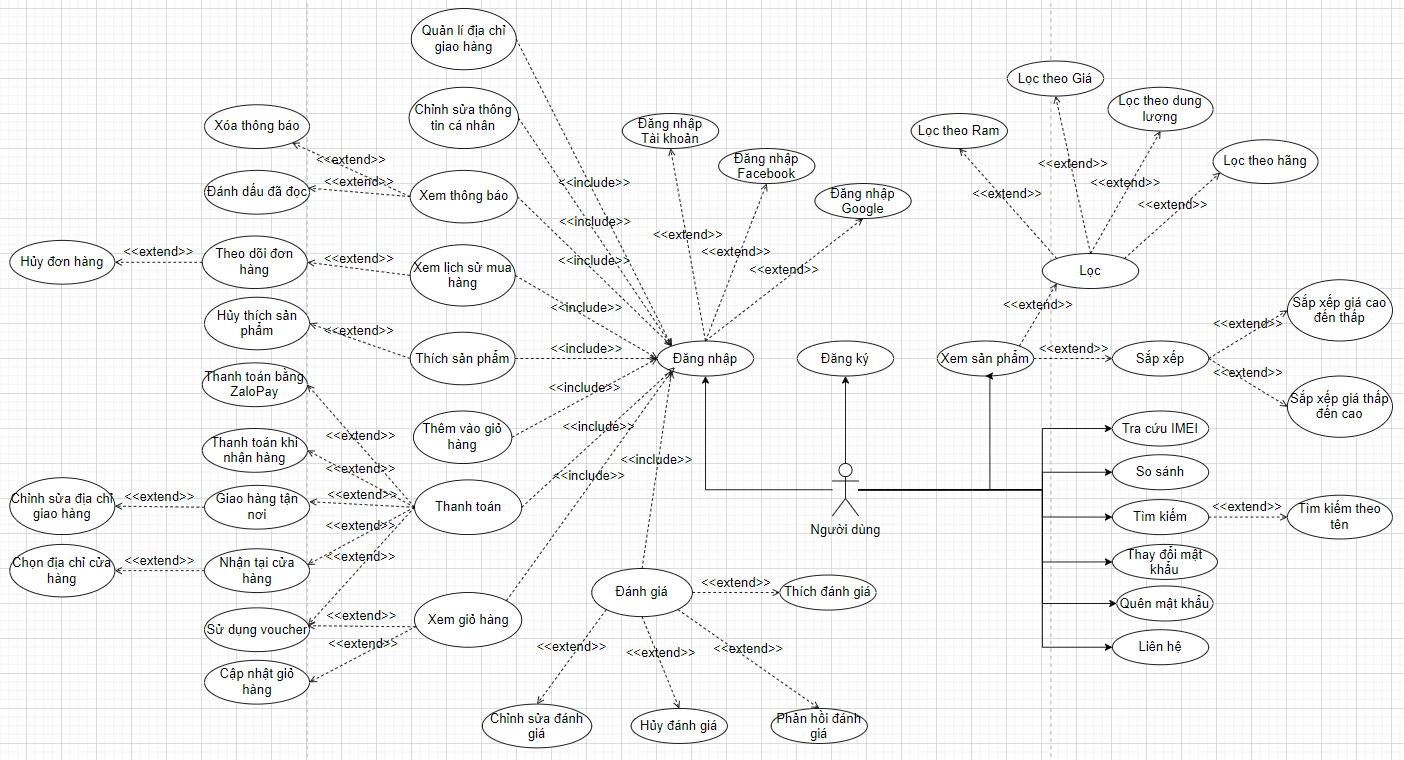 Quản lí địa chỉ
giao hàng
Chỉnh sửa thông
tin cá nhân
Xóa thông báo
<<extend>>
Đánh dấu đã đọc
<<extend>>
Xem thông báo
Hủy đơn hàng
<<extend>>
Theo dõi đơn
hàng
<<extend>>
Xem lịch sử mua
hàng
Hủy thích sản
phẩm
<<extend>>
Thích sản phẩm
<<include>>
<<include>>
<<include>>
<<include>>
<<include>>
<<include>>
<<include>>
<<include>>
<<include>>
Thanh toán bằng
ZaloPay
Thêm vào giỏ
hàng
Thanh toán khi
nhận hàng
<<extend>>
<<extend>>
Chỉnh sửa địa chỉ
giao hàng
<<extend>>
Giao hàng tận
nơi
<<extend>>
Thanh toán
<<extend>>
Chọn địa chỉ cửa
hàng
<<extend>>
Nhận tại cửa
hàng
<<extend>>
Sử dụng voucher
<<extend>>
Xem giỏ hàng
<<extend>>
Cập nhật giỏ
hàng
Đăng nhập
Tài khoản
Đăng nhập
Facebook
Đăng nhập
Google
<<extend>>
<<extend>>
<<extend>>
Đăng nhập
Đăng ký
Xem sản phẩm
Người dùng
Đánh giá
<<extend>>
Thích đánh giá
<<extend>>
<<extend>>
<<extend>>
Chỉnh sửa đánh
giá
Hủy đánh giá
Phản hồi đánh
giá
Lọc theo Giá
Lọc theo Ram
Lọc theo dung
lượng
Lọc theo hãng
<<extend>>
<<extend>>
<<extend>>
<<extend>>
Lọc
<<extend>>
<<extend>>
Sắp xếp
<<extend>>
Sắp xếp giá cao
đến thấp
<<extend>>
Sắp xếp giá thấp
đến cao
Tra cứu IMEI
So sánh
Tìm kiếm
<<extend>>
Tìm kiếm theo
tên
Thay đổi mật
khẩu
Quên mật khẩu
Liên hệ